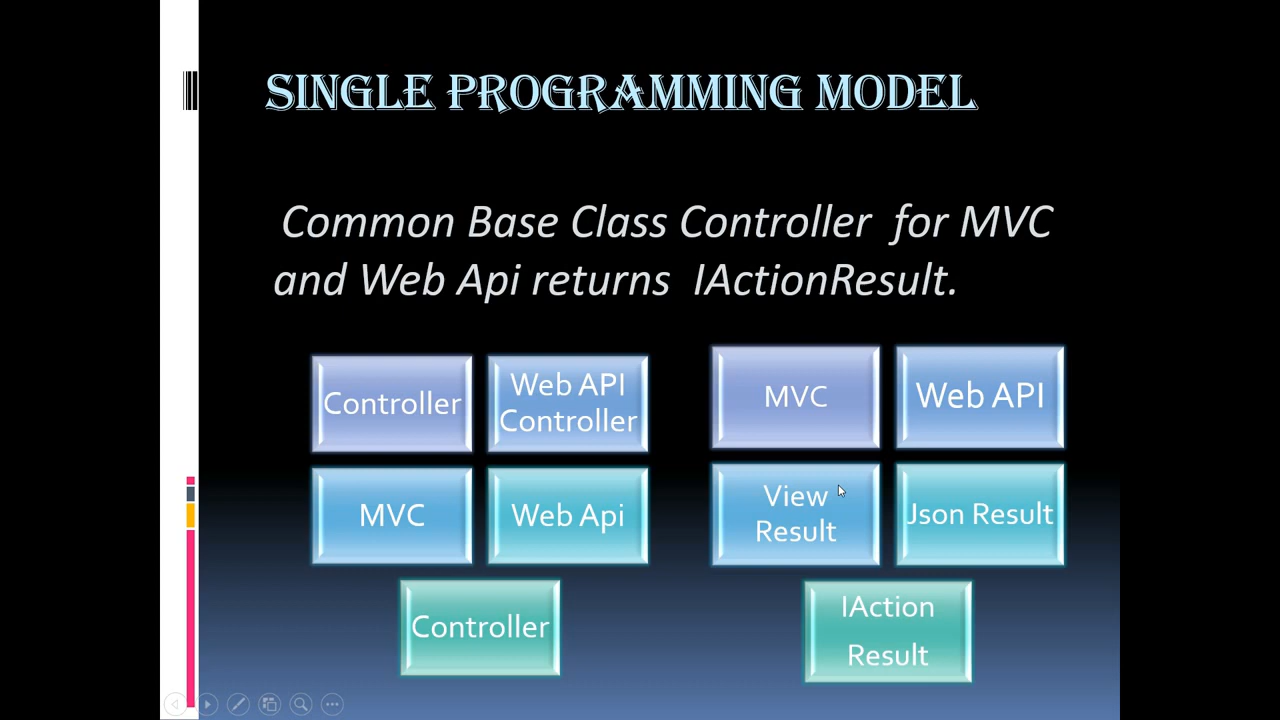 SINGLE PROGRAMMING MODEL
Common Base Class Controller for MVC
and Web Api returns IActionResult.
Controller
Web API
Controller
MVC
Web Api
Controller
MVC
Web API
View
Result
Json Result
IAction
Result